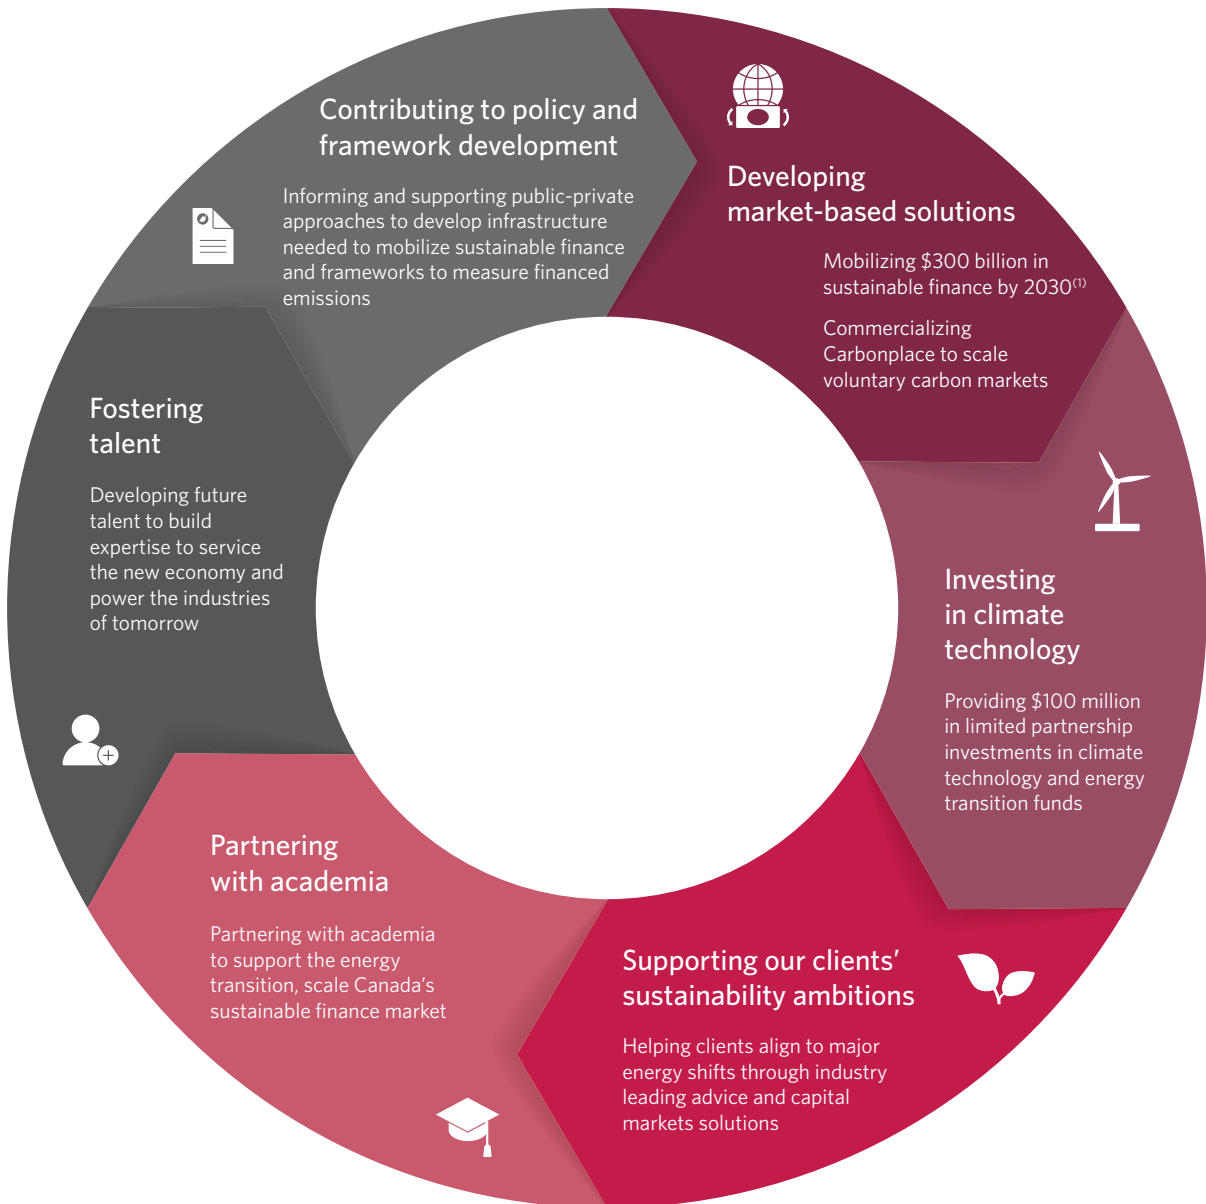 Contributing to policy and
framework development
Informing and supporting public-private
approaches to develop infrastructure
needed to mobilize sustainable finance
and frameworks to measure financed
emissions
Developing
market-based solutions
Mobilizing $300 billion in
sustainable finance by 2030(1)
Commercializing
Carbonplace to scale
voluntary carbon markets
Investing
in climate
technology
Providing $100 million
in limited partnership
investments in climate
technology and energy
transition funds
Supporting our clients’
sustainability ambitions
Helping clients align to major
energy shifts through industry
leading advice and capital
markets solutions
Partnering
with academia
Partnering with academia
to support the energy
transition, scale Canada’s
sustainable finance market
Fostering
talent
Developing future
talent to build
expertise to service
the new economy and
power the industries
of tomorrow